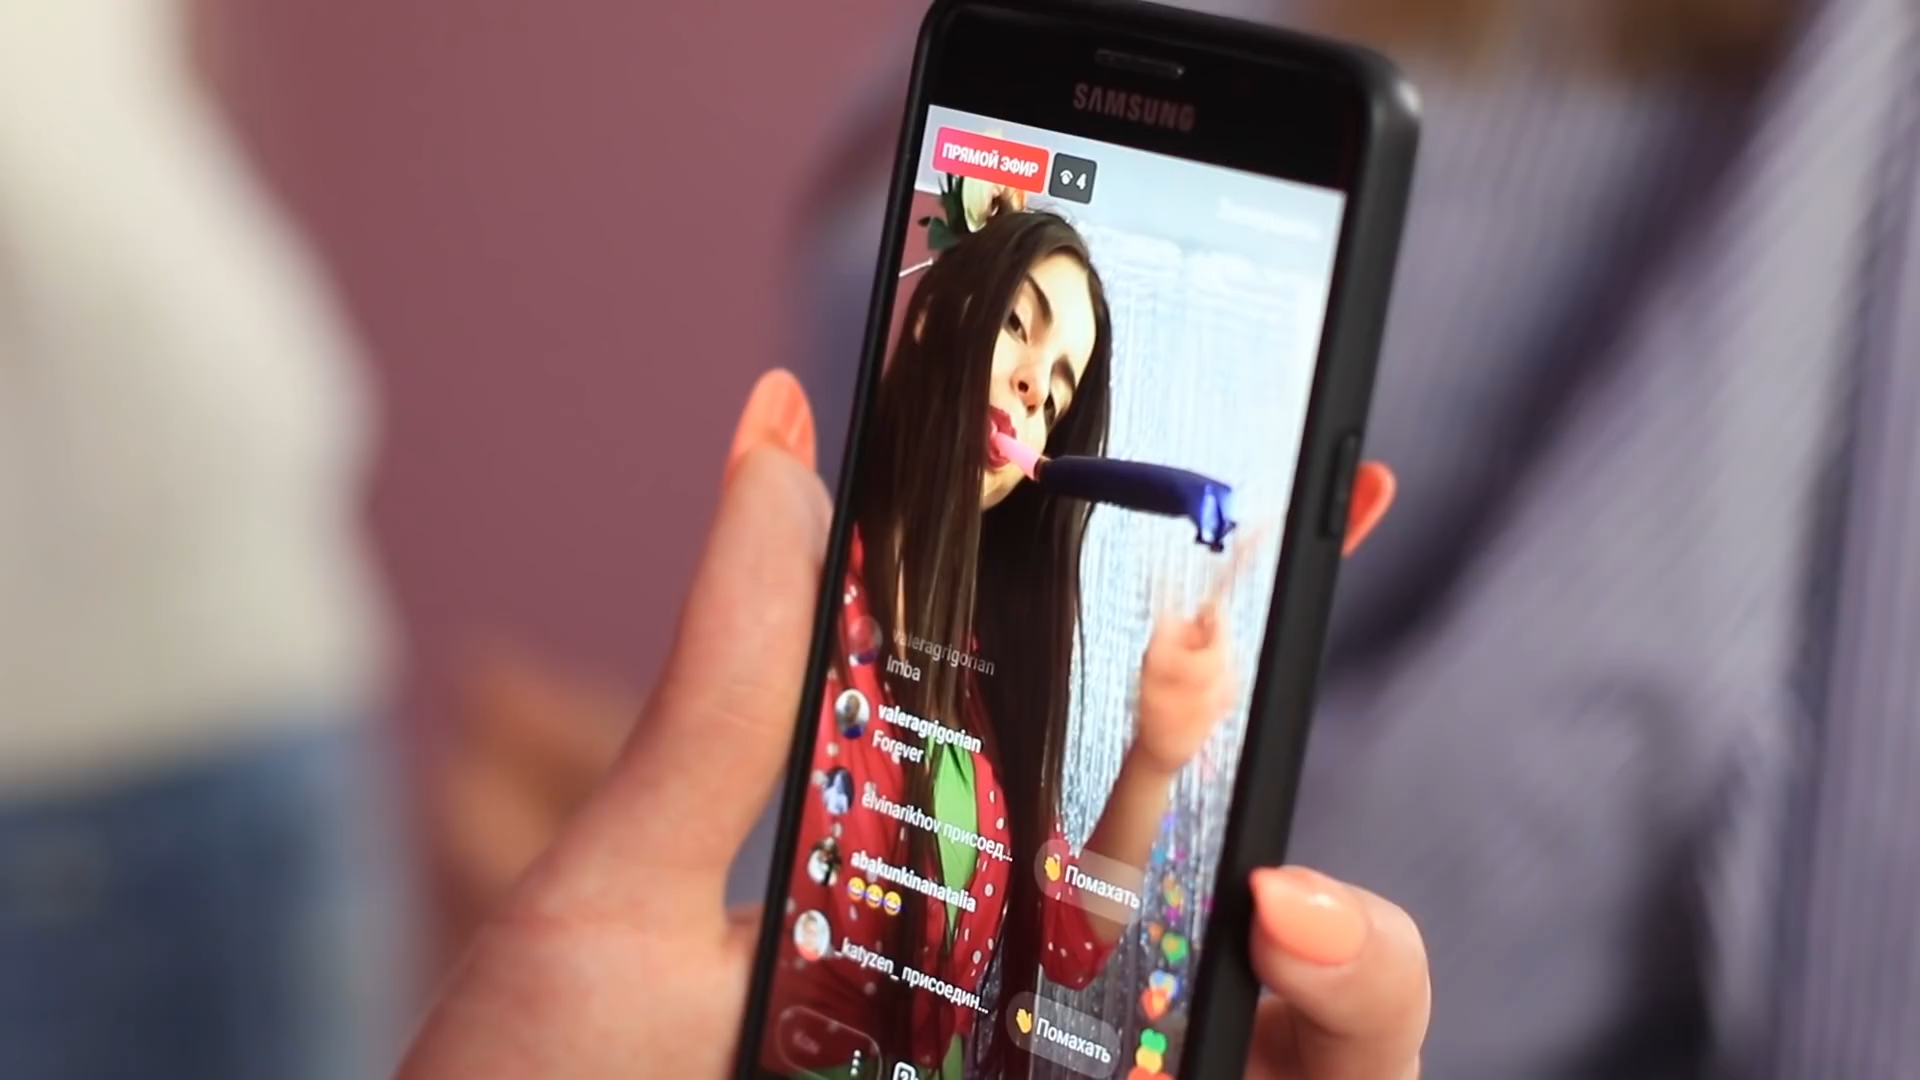 SAMSUNG
ПРЯМОЙ ЭФИР
4
valeragrigorian
Imba
valeragrigorian
Forever
elvinarikhov присоед...
Помахать
abakunkinanatalia
_katyzen_ присоедин...
Помахать